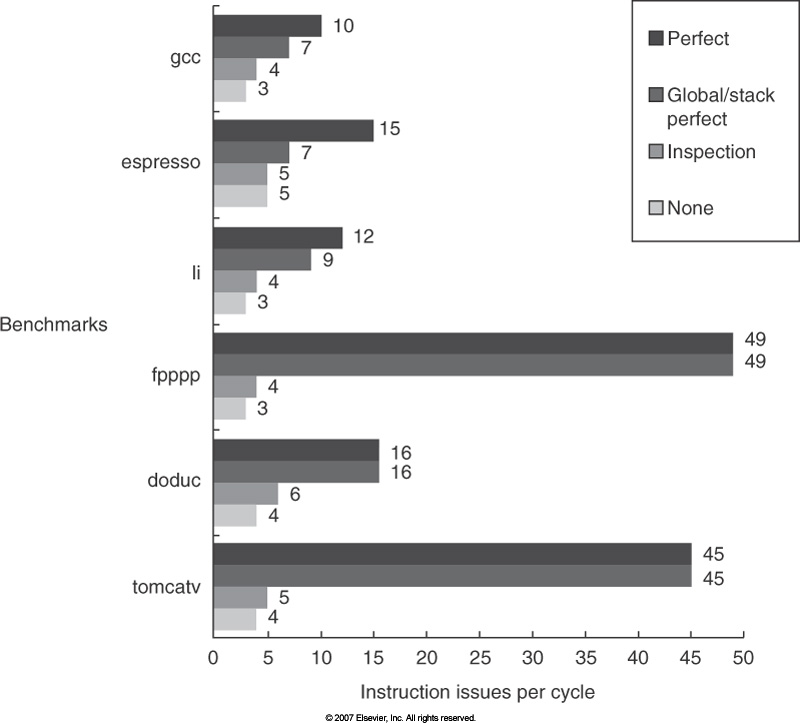 gcc
10
7
4
3
espresso
15
7
5
5
li
12
9
4
3
Benchmarks
fpppp
49
49
4
3
doduc
16
16
6
4
tomcatv
45
45
5
4
0 5 10 15 20 25 30 35 40 45 50
Instruction issues per cycle
Perfect
Global/stack
perfect
Inspection
None
© 2007 Elsevier, Inc. All rights reserved.